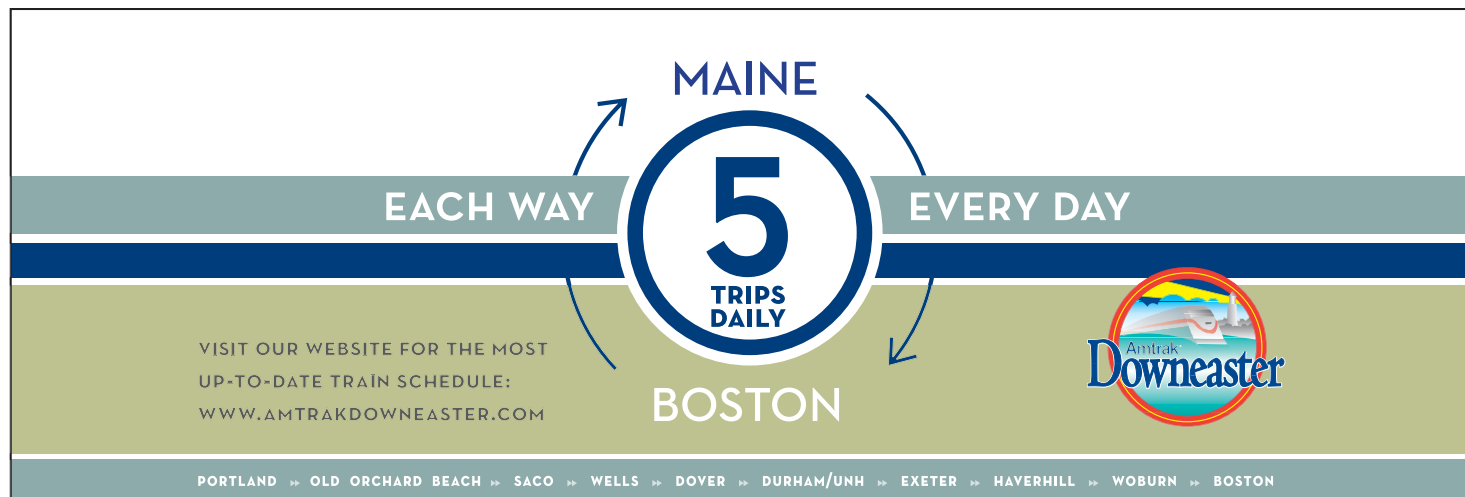 MAINE
EACH WAY
5
TRIPS
DAILY
EVERY DAY
VISIT OUR WEBSITE FOR THE MOST
UP-TO-DATE TRAIN SCHEDULE:
WWW.AMTRAKDOWNEASTER.COM
BOSTON
Amtrak
Downeaster
PORTLAND ▸▸ OLD ORCHARD BEACH ▸▸ SACO ▸▸ WELLS ▸▸ DOVER ▸▸ DURHAM/UNH ▸▸ EXETER ▸▸ HAVERHILL ▸▸ WOBURN ▸▸ BOSTON